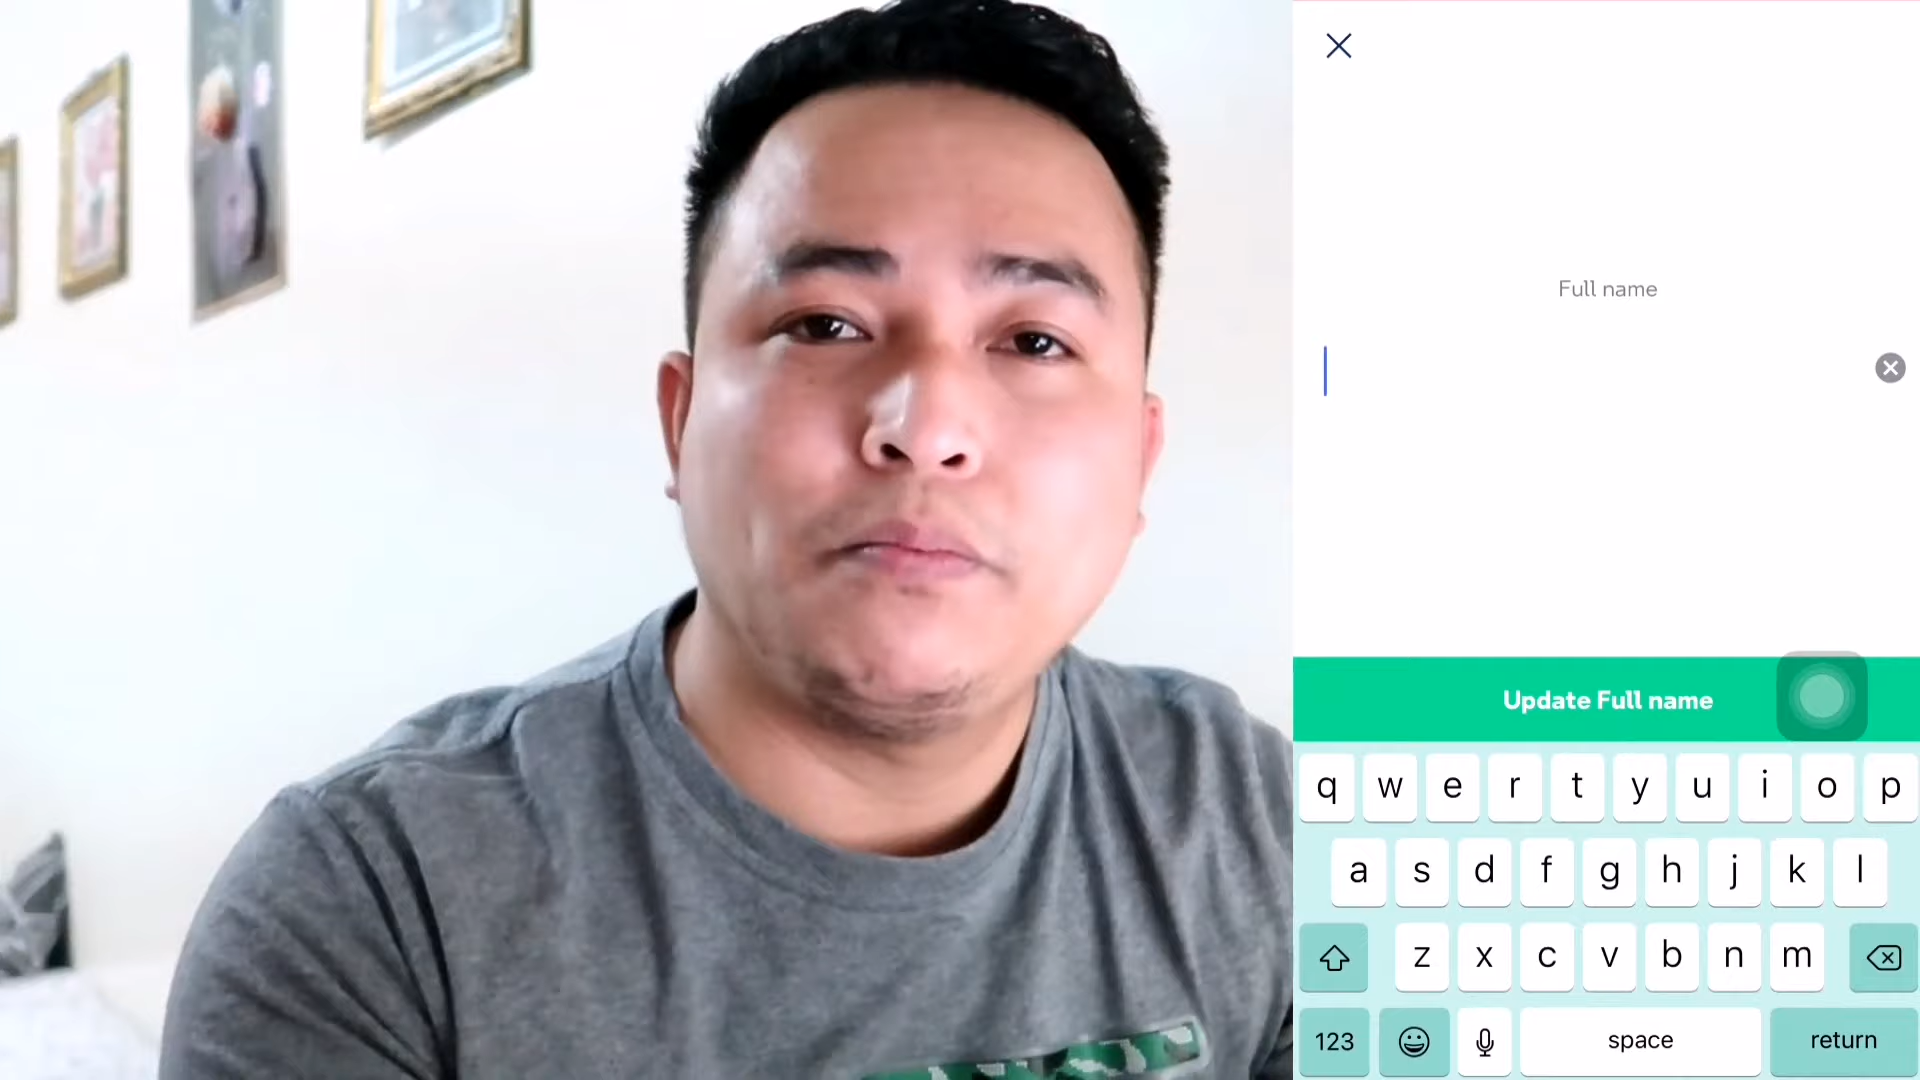 Full name
Update Full name
q w e r t y u i o p
a s d f g h j k l
z x c v b n m
123 space return